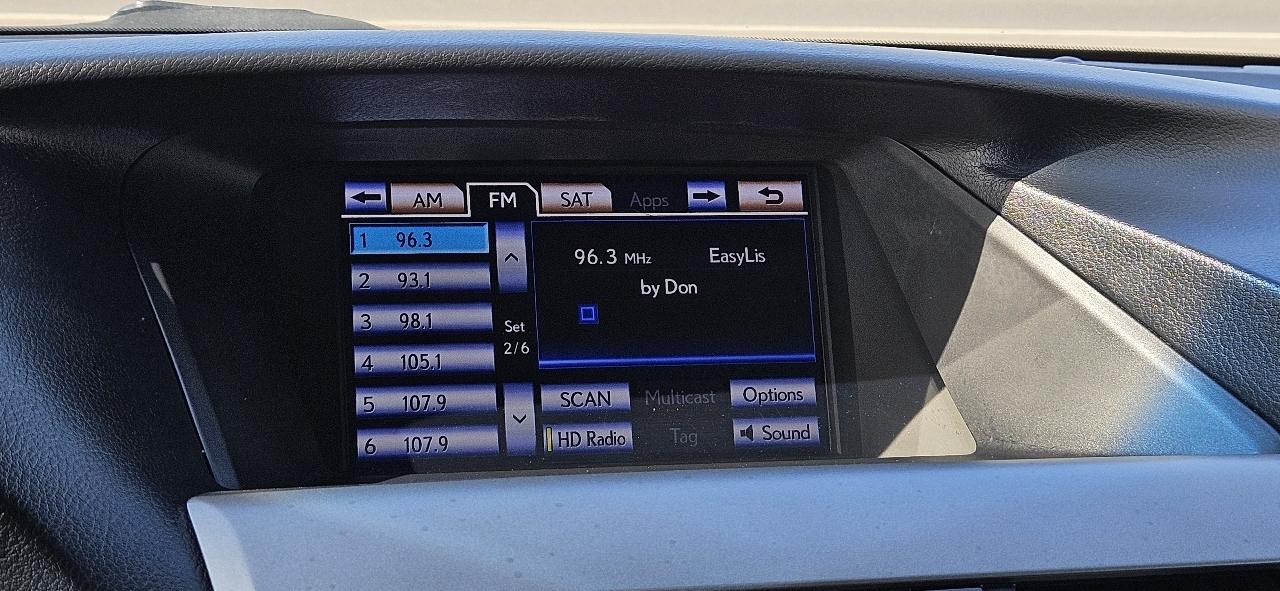 AM FM SAT Apps
1 96.3
2 93.1
3 98.1
4 105.1
5 107.9
6 107.9
Set
2/6
96.3 MHz EasyLis
by Don
SCAN Multicast Options
HD Radio Tag Sound